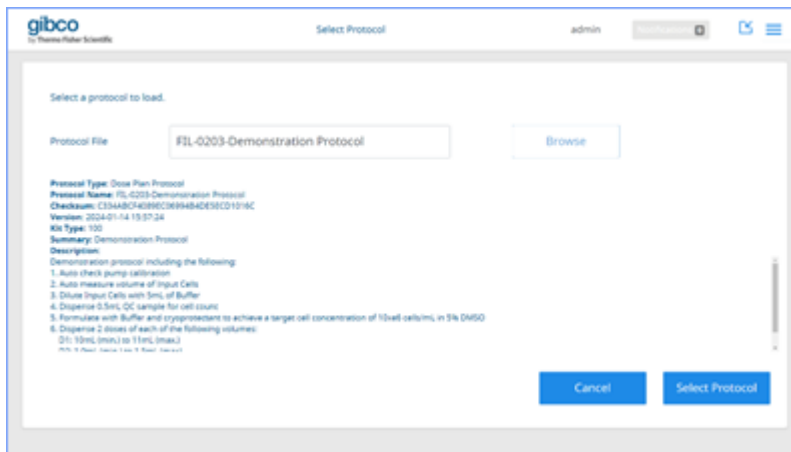 gibco
by Thermo Fisher Scientific
Select Protocol
admin
Notifications 0
Select a protocol to load.
Protocol File
FIL-0203-Demonstration Protocol
Browse
Protocol Type: Dose Plan Protocol
Protocol Name: FIL-0203-Demonstration Protocol
Checksum:
Version: 2024-01-14 15:57:24
Kit Type: 100
Summary: Demonstration Protocol
Description:
Demonstration protocol including the following:
1. Auto check pump calibration
2. Auto measure volume of Input Cells
3. Dilute Input Cells with 5mL of Buffer
4. Dispense 0.5mL QC sample for cell count
5. Formulate with Buffer and cryoprotectant to achieve a target cell concentration of 10xe6 cells/mL in 5% DMSO
6. Dispense 2 doses of each of the following volumes:
D1: 10mL (min.) to 11mL (max.)
Cancel
Select Protocol